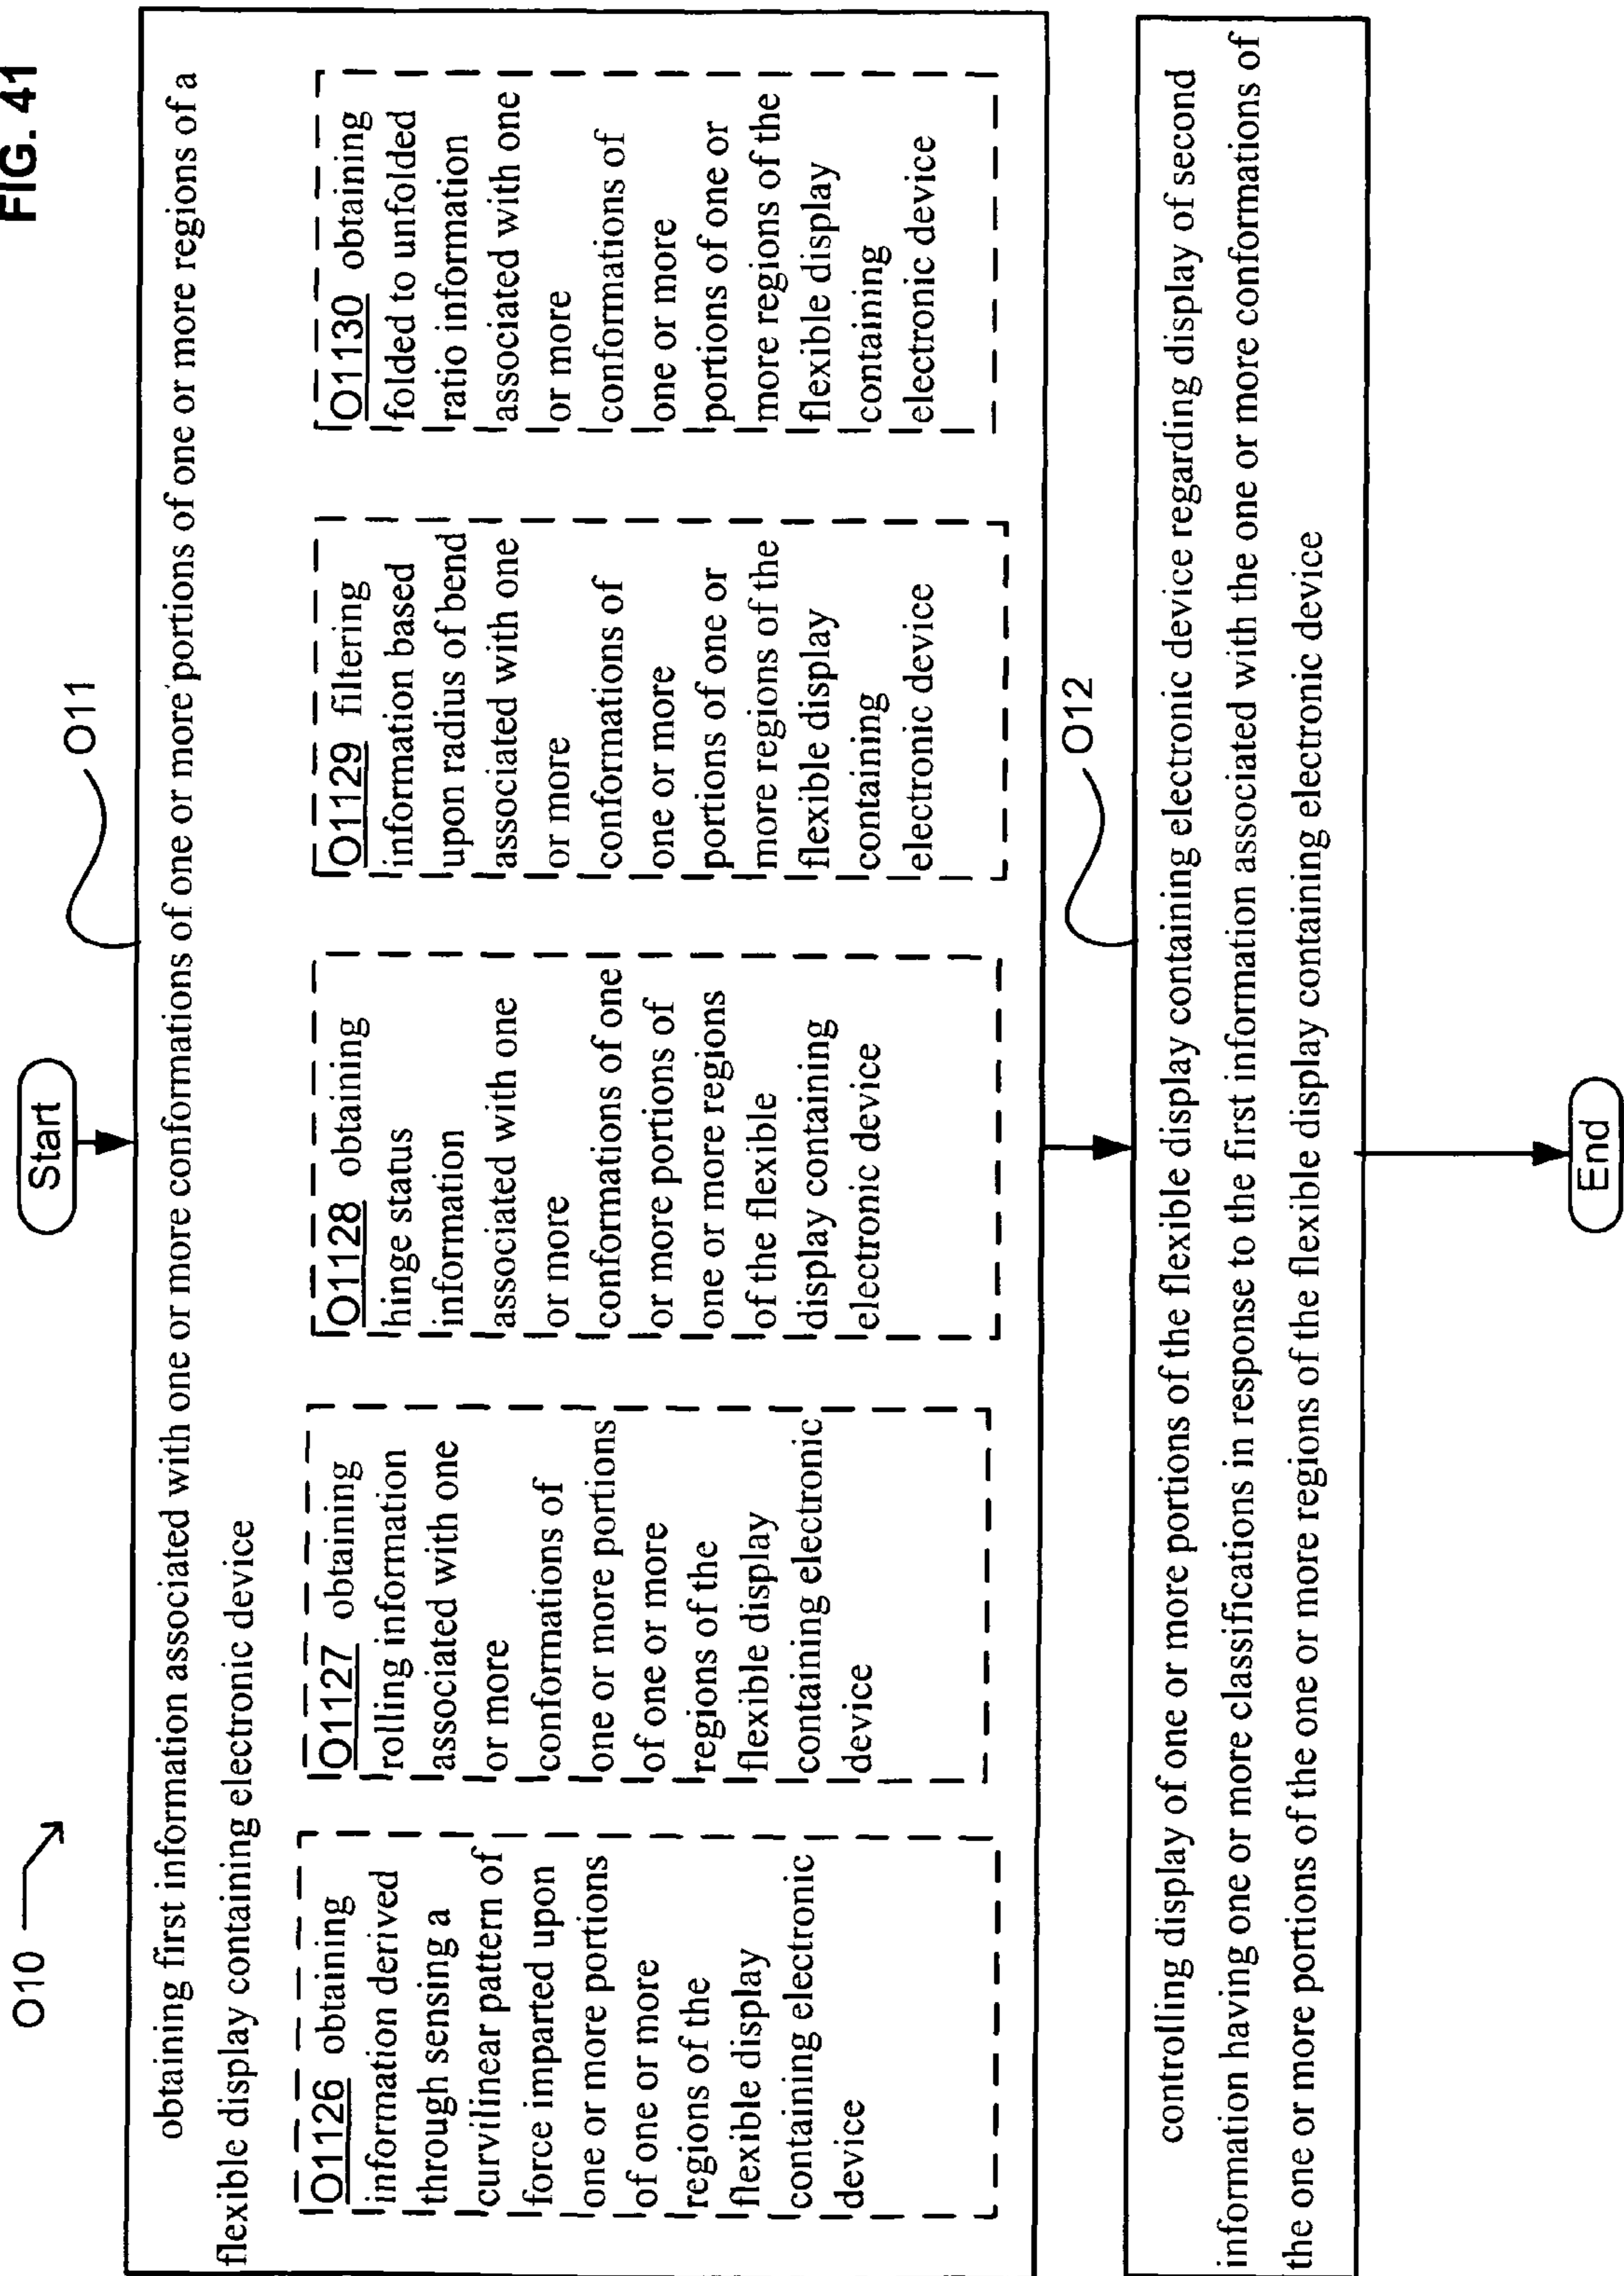 FIG. 41
O10
Start
O11
obtaining first information associated with one or more conformations of one or more portions of one or more regions of a
flexible display containing electronic device
O1126 obtaining
information derived
through sensing a
curvilinear pattern of
force imparted upon
one or more portions
of one or more
regions of the
flexible display
containing electronic
device
O1127 obtaining
rolling information
associated with one
or more
conformations of
one or more portions
of one or more
regions of the
flexible display
containing electronic
device
O1128 obtaining
hinge status
information
associated with one
or more
conformations of one
or more portions of
one or more regions
of the flexible
display containing
electronic device
O1129 filtering
information based
upon radius of bend
associated with one
or more
conformations of
one or more
portions of one or
more regions of the
flexible display
containing
electronic device
O1130 obtaining
folded to unfolded
ratio information
associated with one
or more
conformations of
one or more
portions of one or
more regions of the
flexible display
containing
electronic device
O12
controlling display of one or more portions of the flexible display containing electronic device regarding display of second
information having one or more classifications in response to the first information associated with the one or more conformations of
the one or more portions of the one or more regions of the flexible display containing electronic device
End